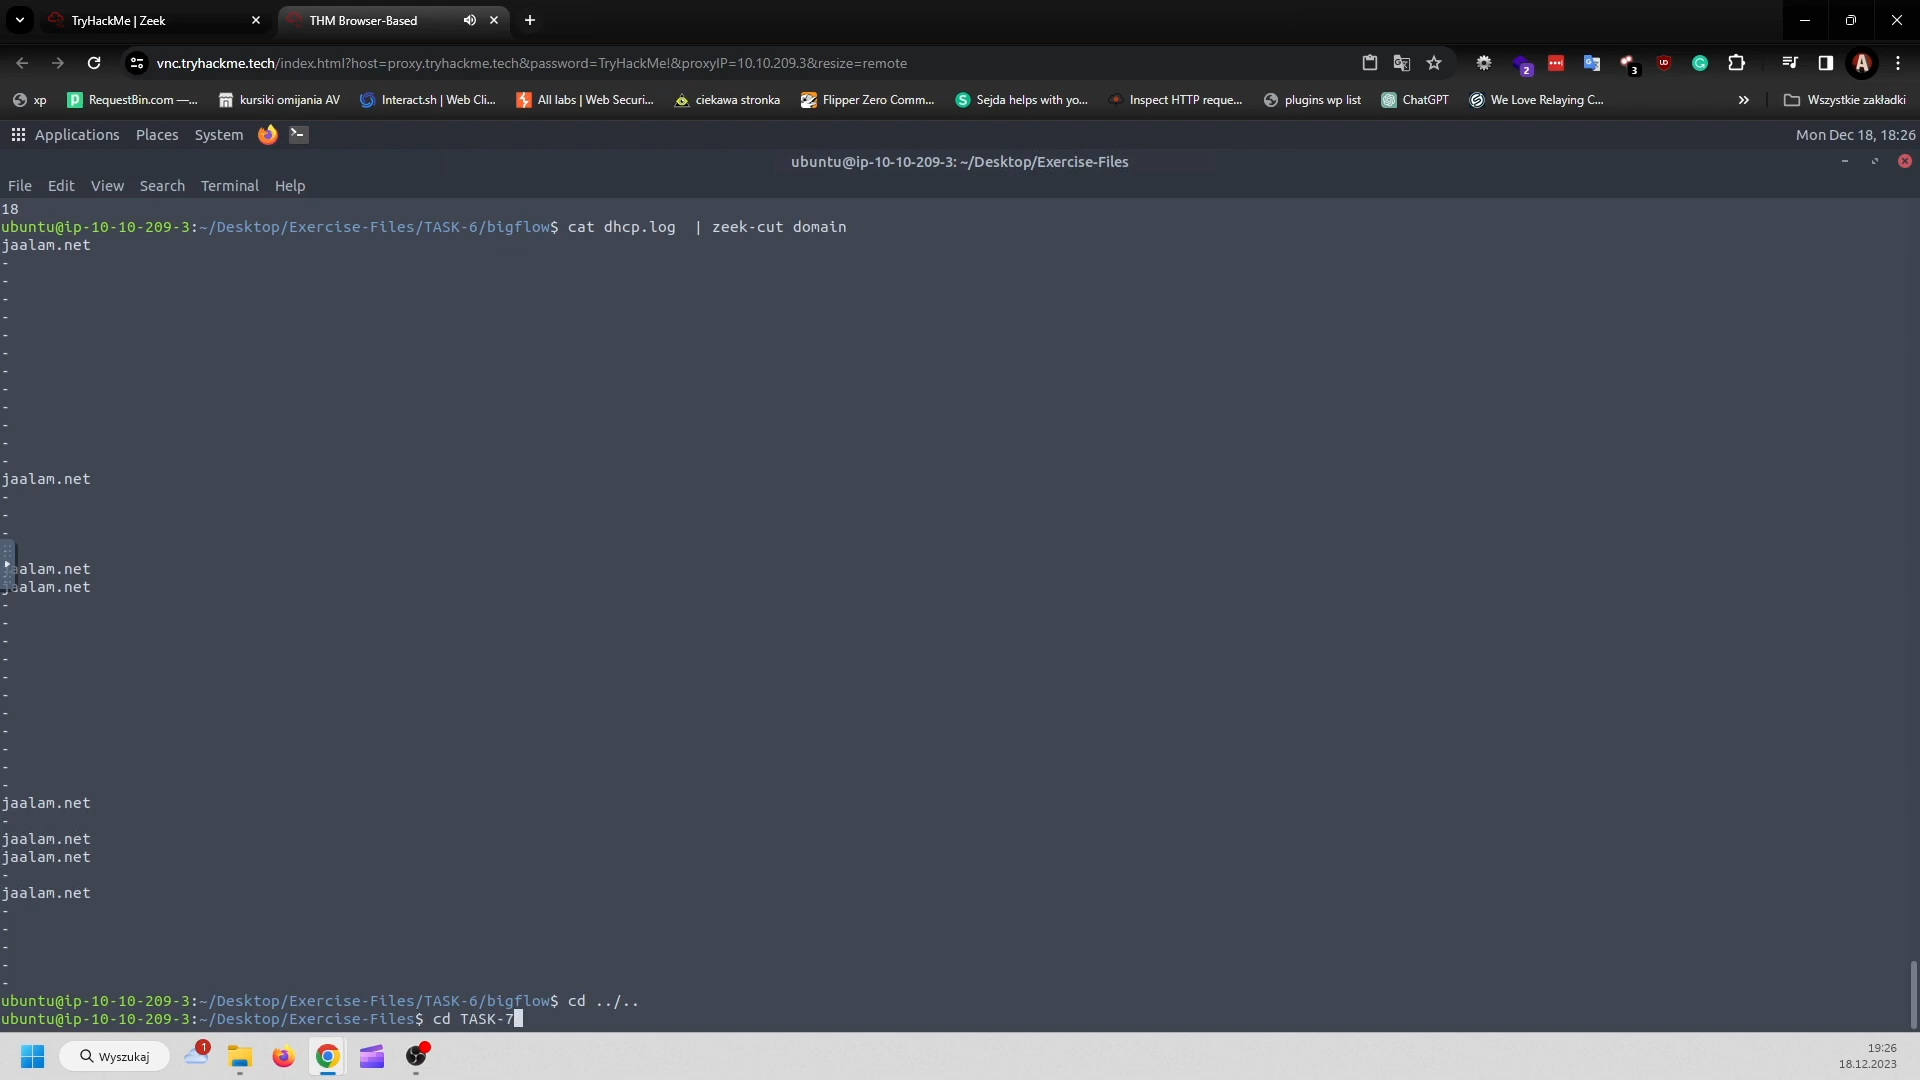 TryHackMe | Zeek
THM Browser-Based
vnc.tryhackme.tech/index.html?host=proxy.tryhackme.tech&password=TryHackMe!&proxyIP=10.10.209.3&resize=remote
2
3
A
xp
RequestBin.com —...
kursiki omijania AV
Interact.sh | Web Cli...
All labs | Web Securi...
ciekawa stronka
Flipper Zero Comm...
Sejda helps with yo...
Inspect HTTP reque...
plugins wp list
ChatGPT
We Love Relaying C...
»
Wszystkie zakładki
Applications Places System
Mon Dec 18, 18:26
ubuntu@ip-10-10-209-3: ~/Desktop/Exercise-Files
File Edit View Search Terminal Help
18
ubuntu@ip-10-10-209-3:~/Desktop/Exercise-Files/TASK-6/bigflow$ cat dhcp.log  | zeek-cut domain
jaalam.net
-
-
-
-
-
-
-
-
-
-
-
-
jaalam.net
-
-
-
jaalam.net
jaalam.net
-
-
-
-
-
-
-
-
-
-
-
jaalam.net
-
jaalam.net
jaalam.net
-
jaalam.net
-
-
-
-
-
ubuntu@ip-10-10-209-3:~/Desktop/Exercise-Files/TASK-6/bigflow$ cd ../..
ubuntu@ip-10-10-209-3:~/Desktop/Exercise-Files$ cd TASK-7
Wyszukaj
1
19:26
18.12.2023